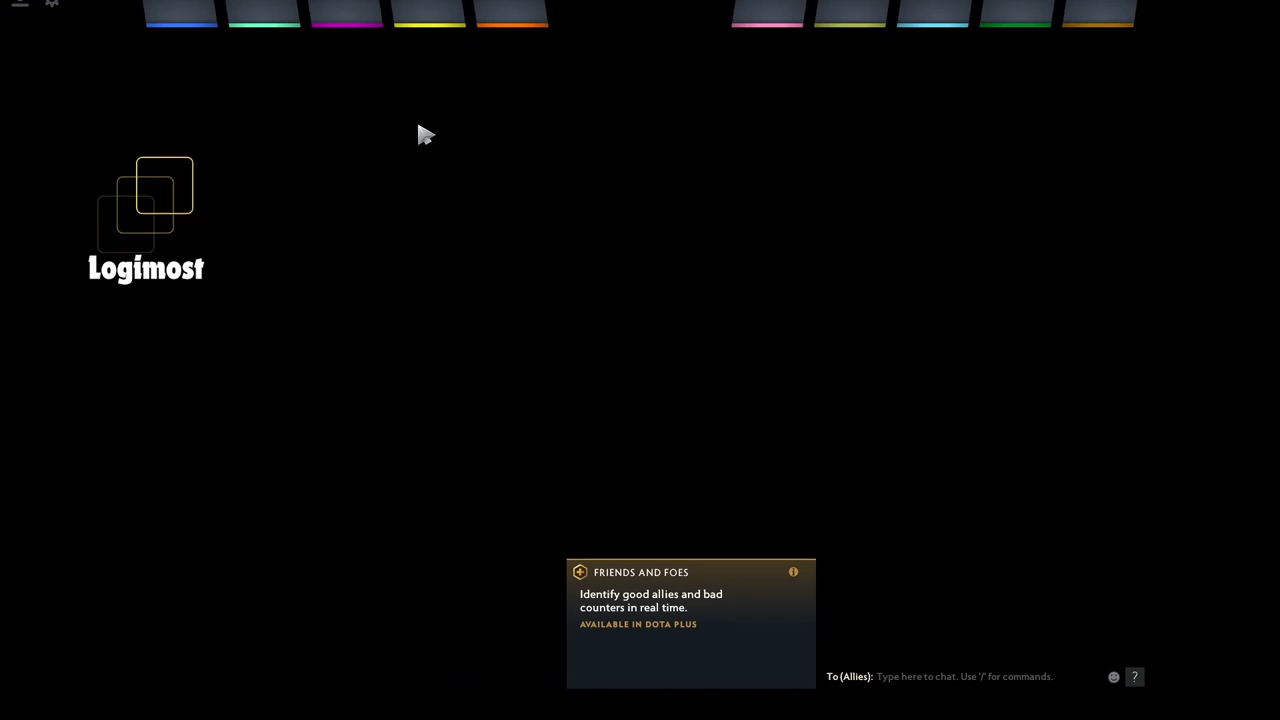 Logimost
FRIENDS AND FOES
Identify good allies and bad
counters in real time.
AVAILABLE IN DOTA PLUS
To (Allies): Type here to chat. Use '/' for commands.
?